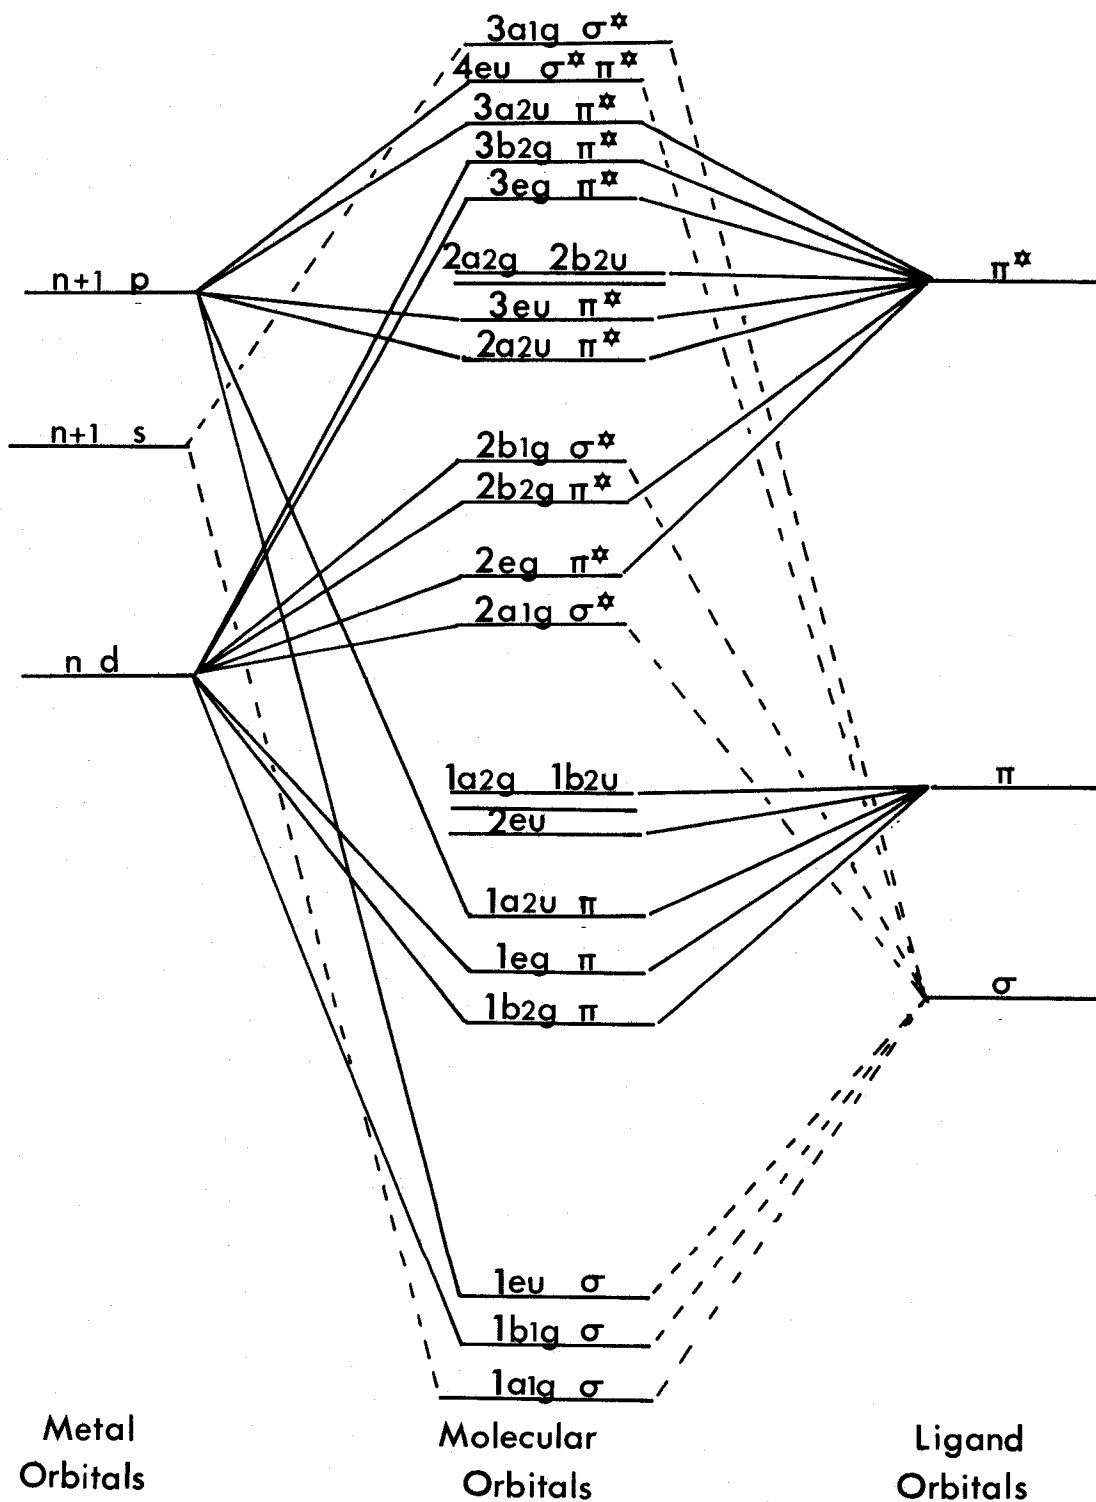 3a1g σ*
4eu σ* π*
3a2u π*
3b2g π*
3eg π*
2a2g 2b2u
n+1 p
π*
3eu π*
2a2u π*
n+1 s
2b1g σ*
2b2g π*
2eg π*
2a1g σ*
n d
1a2g 1b2u
π
2eu
1a2u π
1eg π
σ
1b2g π
1eu σ
1b1g σ
1a1g σ
Metal
Orbitals
Molecular
Orbitals
Ligand
Orbitals